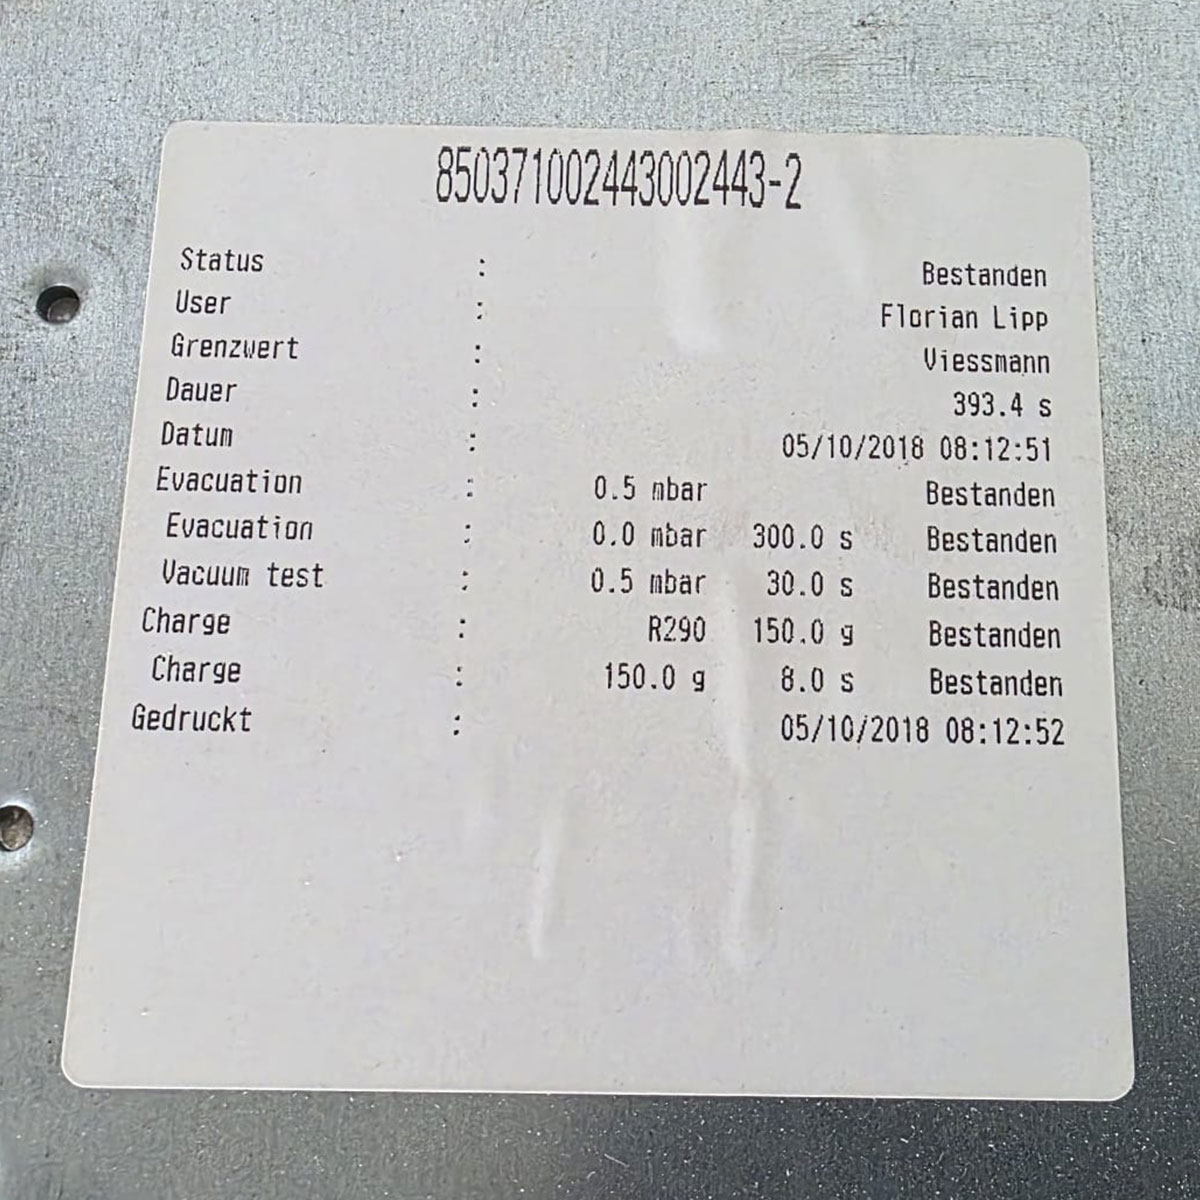 850371002443002443-2
Status : Bestanden
User : Florian Lipp
Grenzwert : Viessmann
Dauer : 393.4 s
Datum : 05/10/2018 08:12:51
Evacuation : 0.5 mbar Bestanden
Evacuation : 0.0 mbar 300.0 s Bestanden
Vacuum test : 0.5 mbar 30.0 s Bestanden
Charge : R290 150.0 g Bestanden
Charge : 150.0 g 8.0 s Bestanden
Gedruckt : 05/10/2018 08:12:52